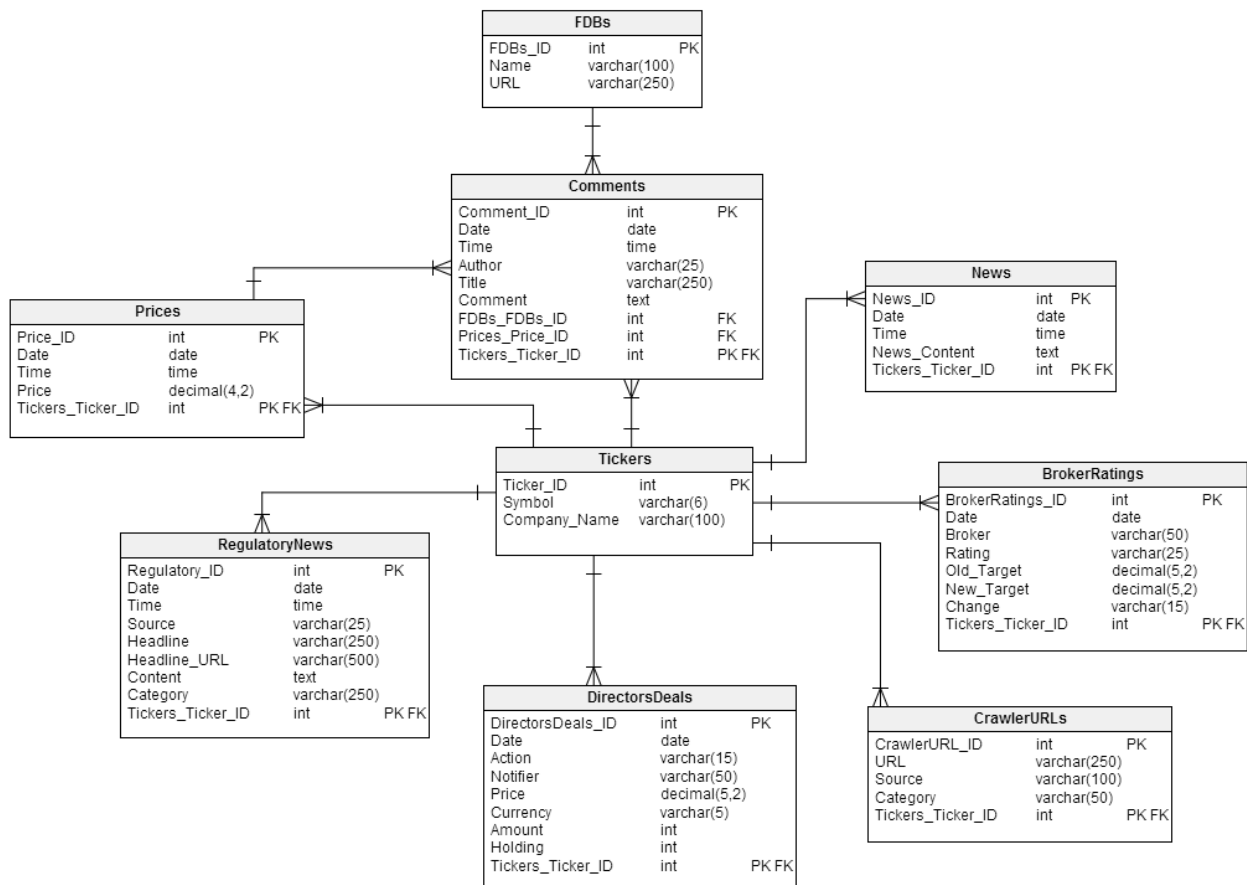 FDBs
FDBs_ID int PK
Name varchar(100)
URL varchar(250)
Comments
Comment_ID int PK
Date date
Time time
Author varchar(25)
Title varchar(250)
Comment text
FDBs_FDBs_ID int FK
Prices_Price_ID int FK
Tickers_Ticker_ID int PK FK
News
News_ID int PK
Date date
Time time
News_Content text
Tickers_Ticker_ID int PK FK
Prices
Price_ID int PK
Date date
Time time
Price decimal(4,2)
Tickers_Ticker_ID int PK FK
Tickers
Ticker_ID int PK
Symbol varchar(6)
Company_Name varchar(100)
BrokerRatings
BrokerRatings_ID int PK
Date date
Broker varchar(50)
Rating varchar(25)
Old_Target decimal(5,2)
New_Target decimal(5,2)
Change varchar(15)
Tickers_Ticker_ID int PK FK
RegulatoryNews
Regulatory_ID int PK
Date date
Time time
Source varchar(25)
Headline varchar(250)
Headline_URL varchar(500)
Content text
Category varchar(250)
Tickers_Ticker_ID int PK FK
DirectorsDeals
DirectorsDeals_ID int PK
Date date
Action varchar(15)
Notifier varchar(50)
Price decimal(5,2)
Currency varchar(5)
Amount int
Holding int
Tickers_Ticker_ID int PK FK
CrawlerURLs
CrawlerURL_ID int PK
URL varchar(250)
Source varchar(100)
Category varchar(50)
Tickers_Ticker_ID int PK FK